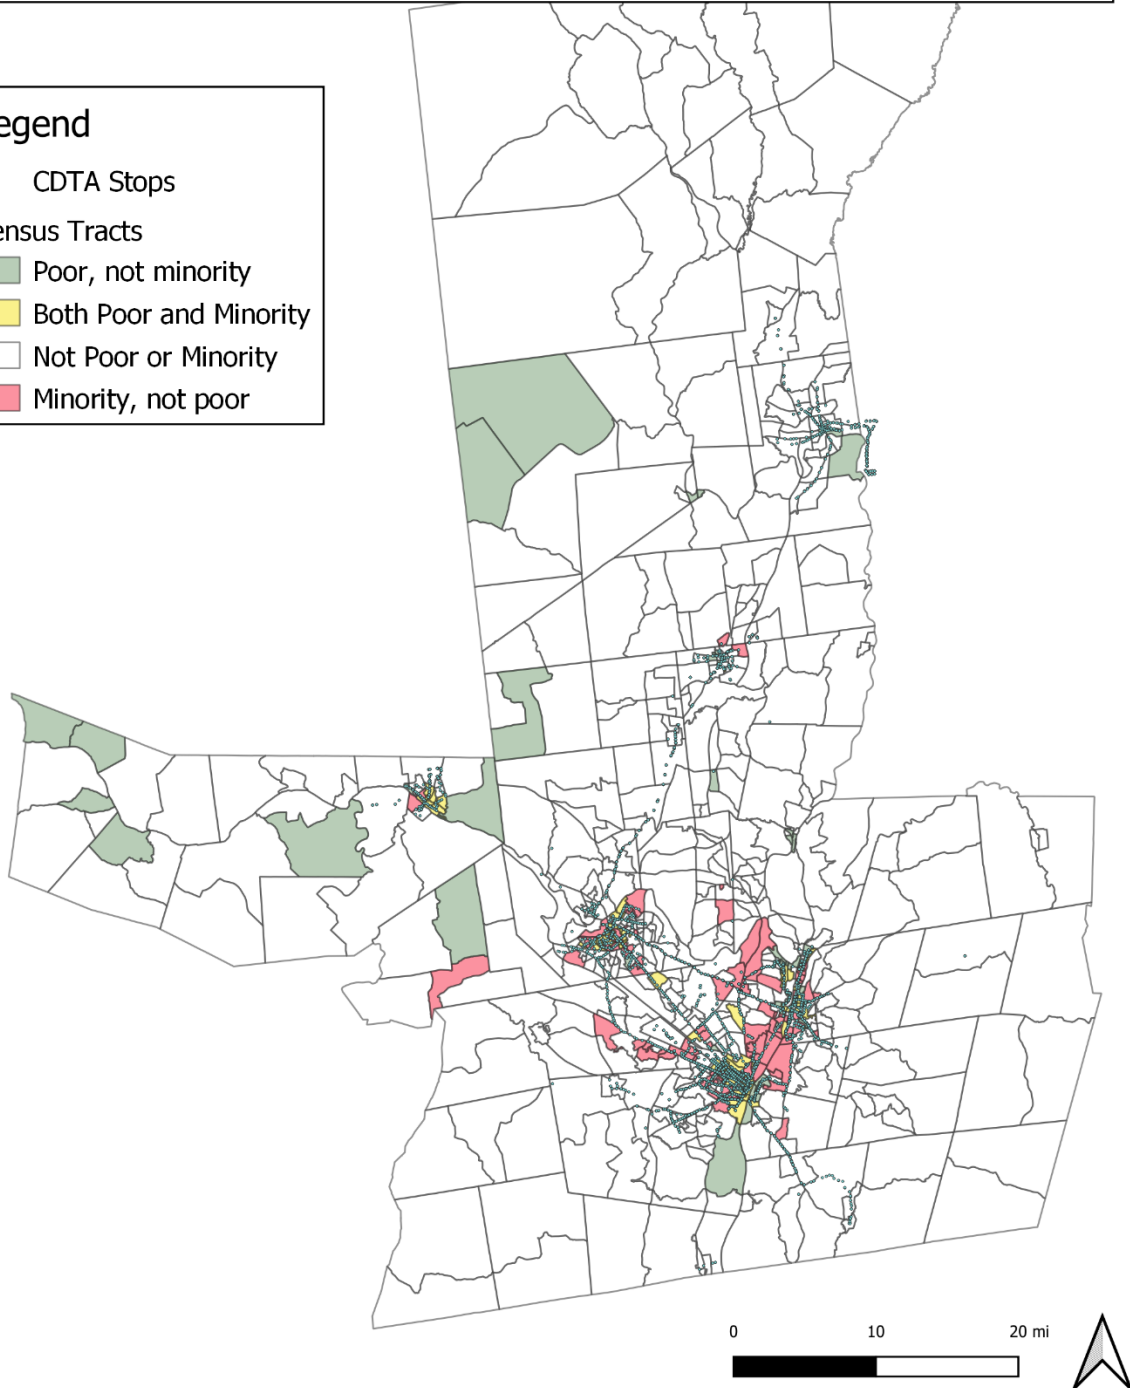 egend
CDTA Stops
ensus Tracts
Poor, not minority
Both Poor and Minority
Not Poor or Minority
Minority, not poor
0 10 20 mi